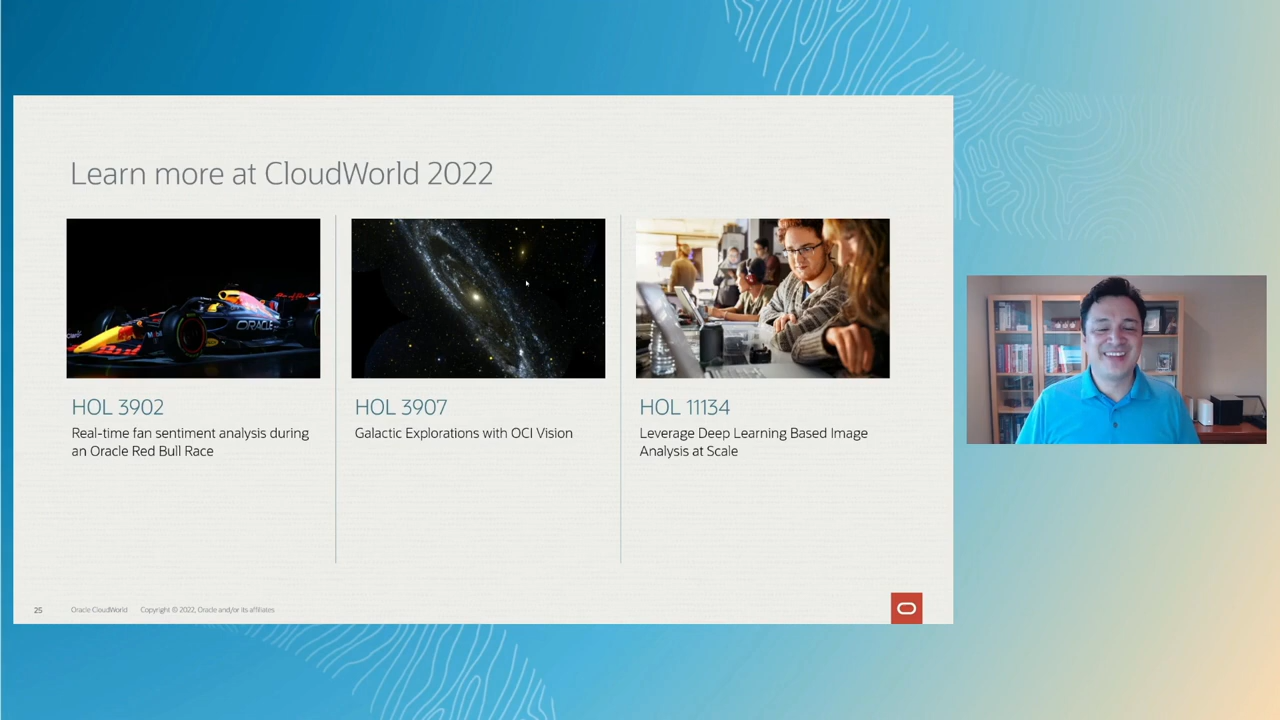 Learn more at CloudWorld 2022
ORACLE
HOL 3902
Real-time fan sentiment analysis during
an Oracle Red Bull Race
HOL 3907
Galactic Explorations with OCI Vision
HOL 11134
Leverage Deep Learning Based Image
Analysis at Scale
25 Oracle CloudWorld Copyright © 2022, Oracle and/or its affiliates